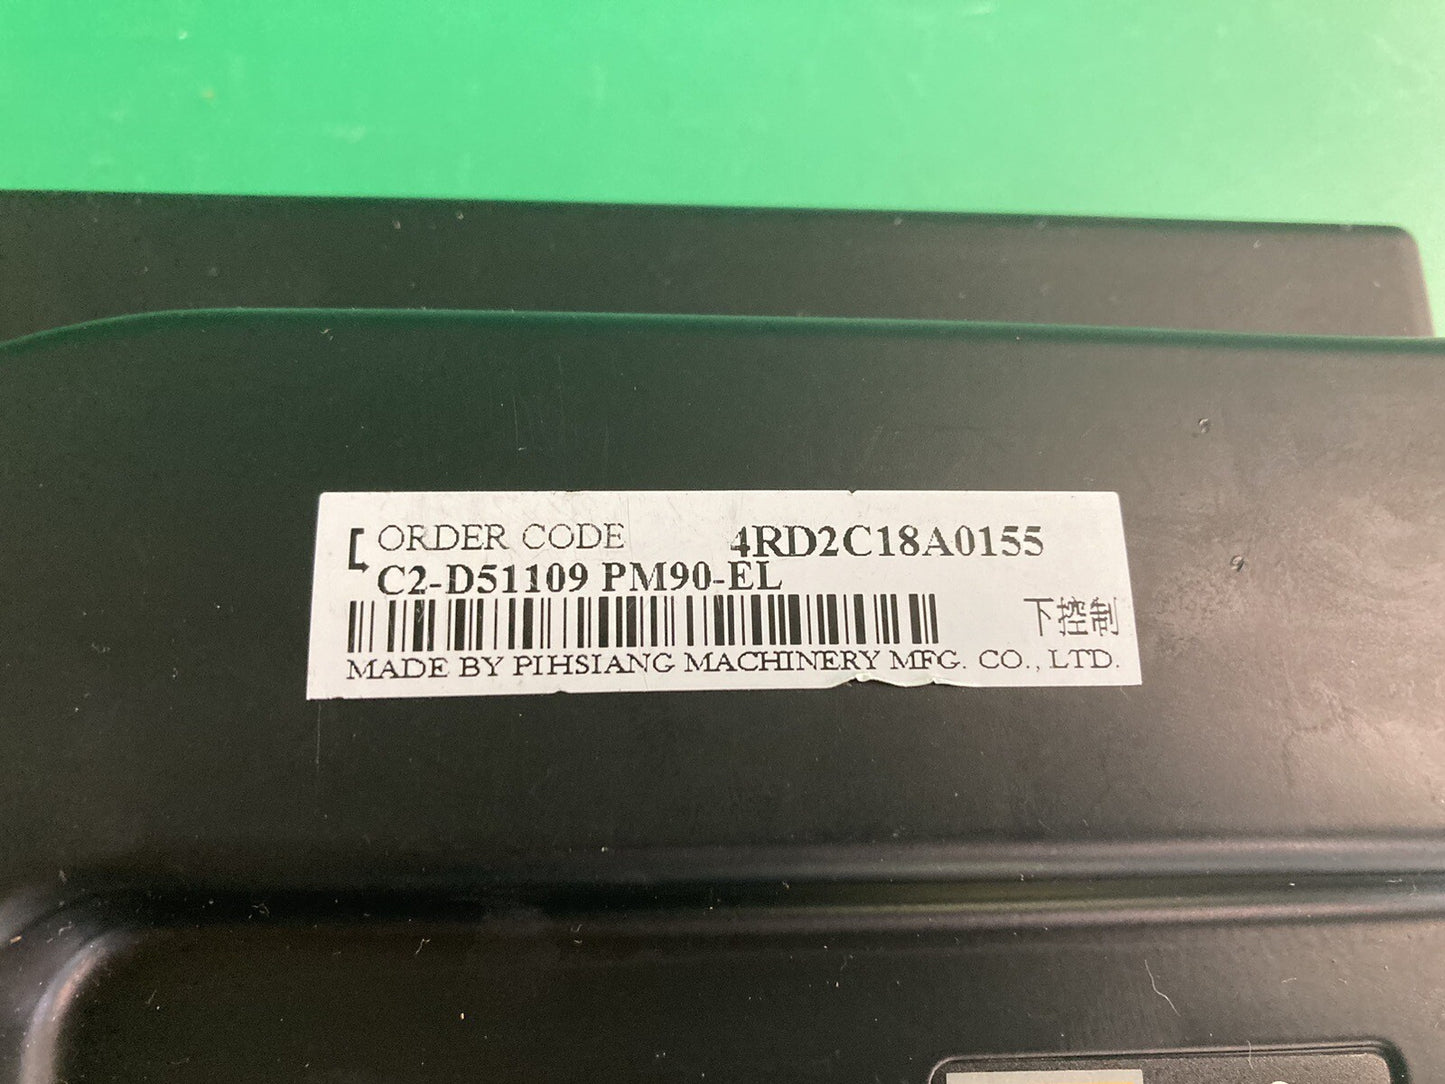 ORDER CODE 4RD2C18A0155
C2-D51109 PM90-EL
下控制
MADE BY PIHSIANG MACHINERY MFG. CO., LTD.